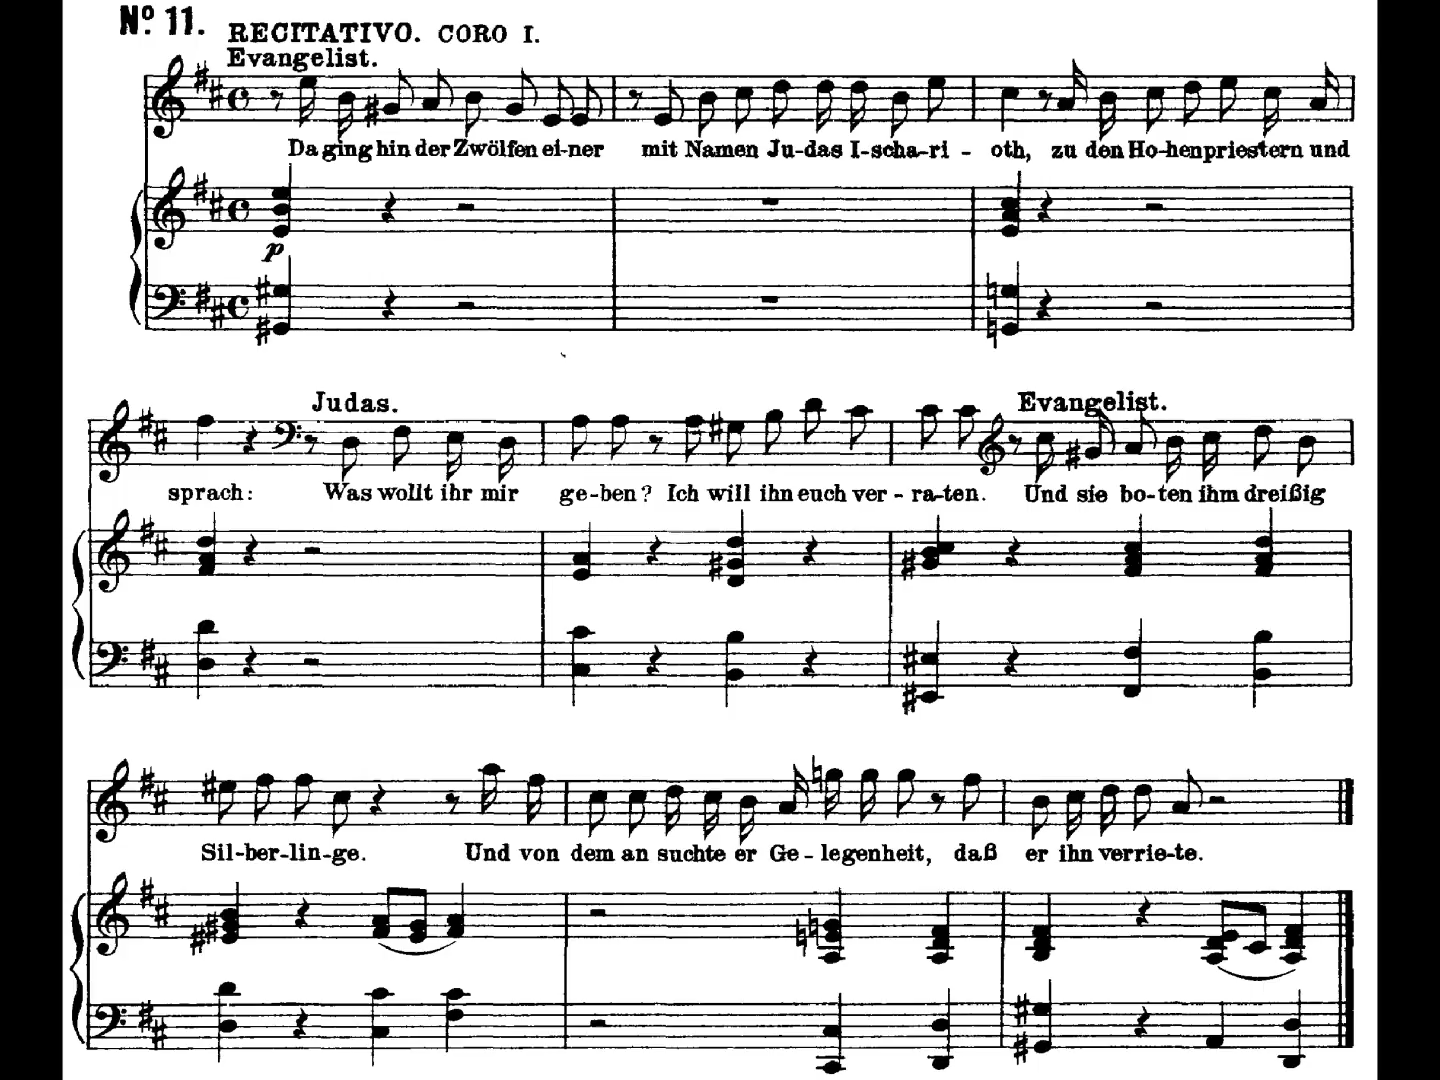 Nº 11. RECITATIVO. CORO I.
Evangelist.
Da ging hin der Zwölfen ei-ner mit Namen Ju-das I-scha-ri-oth, zu den Ho-henpriestern und
p
Judas. Evangelist.
sprach: Was wollt ihr mir ge-ben? Ich will ihn euch ver-ra-ten. Und sie bo-ten ihm dreißig
Sil-ber-lin-ge. Und von dem an suchte er Ge-legenheit, daß er ihn verrie-te.